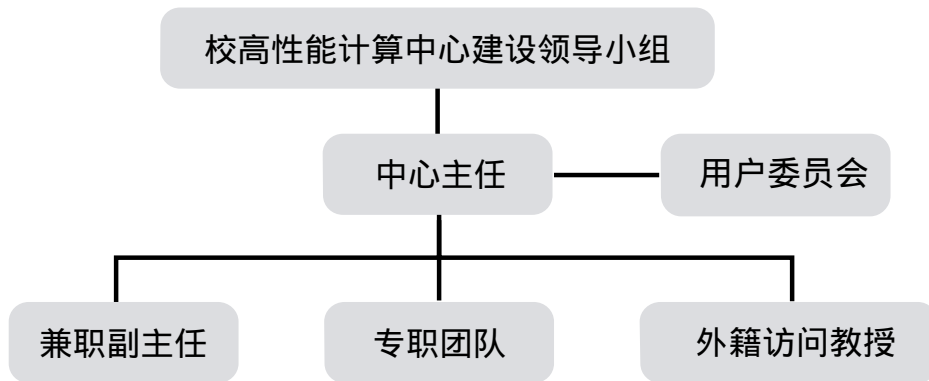 校高性能计算中心建设领导小组
中心主任
用户委员会
兼职副主任
专职团队
外籍访问教授